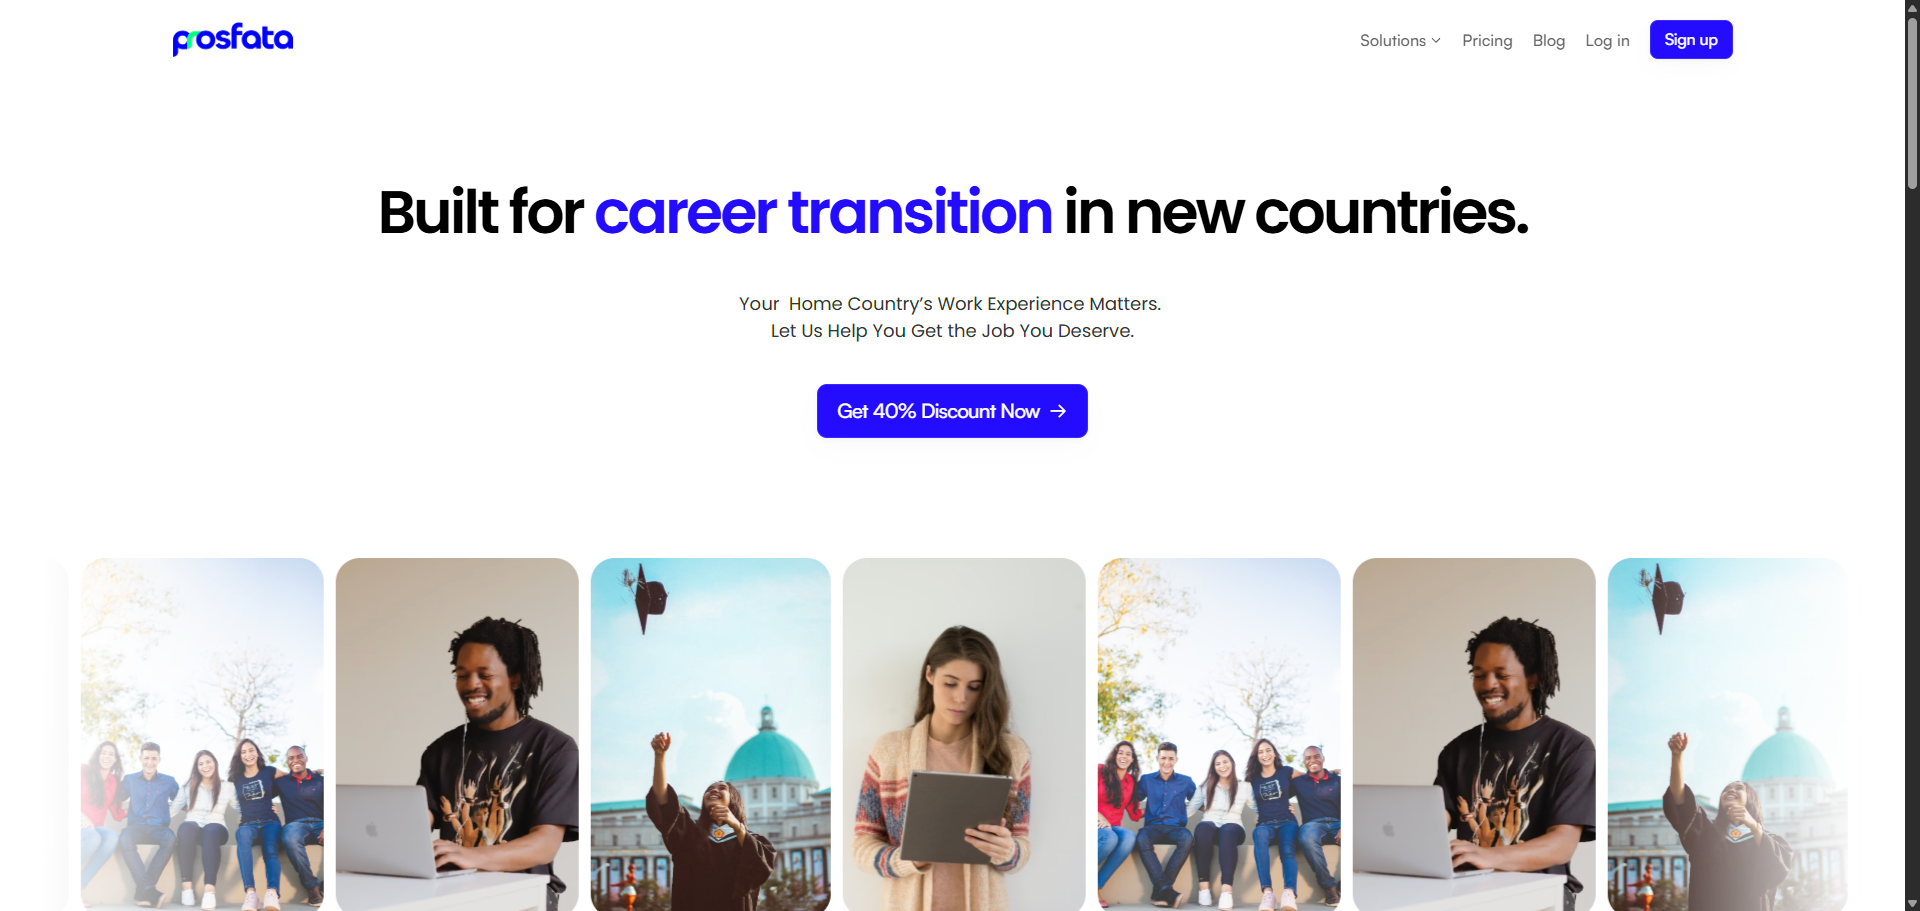 prosfata
Solutions
Pricing
Blog
Log in
Sign up
Built for career transition in new countries.
Your  Home Country’s Work Experience Matters.
Let Us Help You Get the Job You Deserve.
Get 40% Discount Now